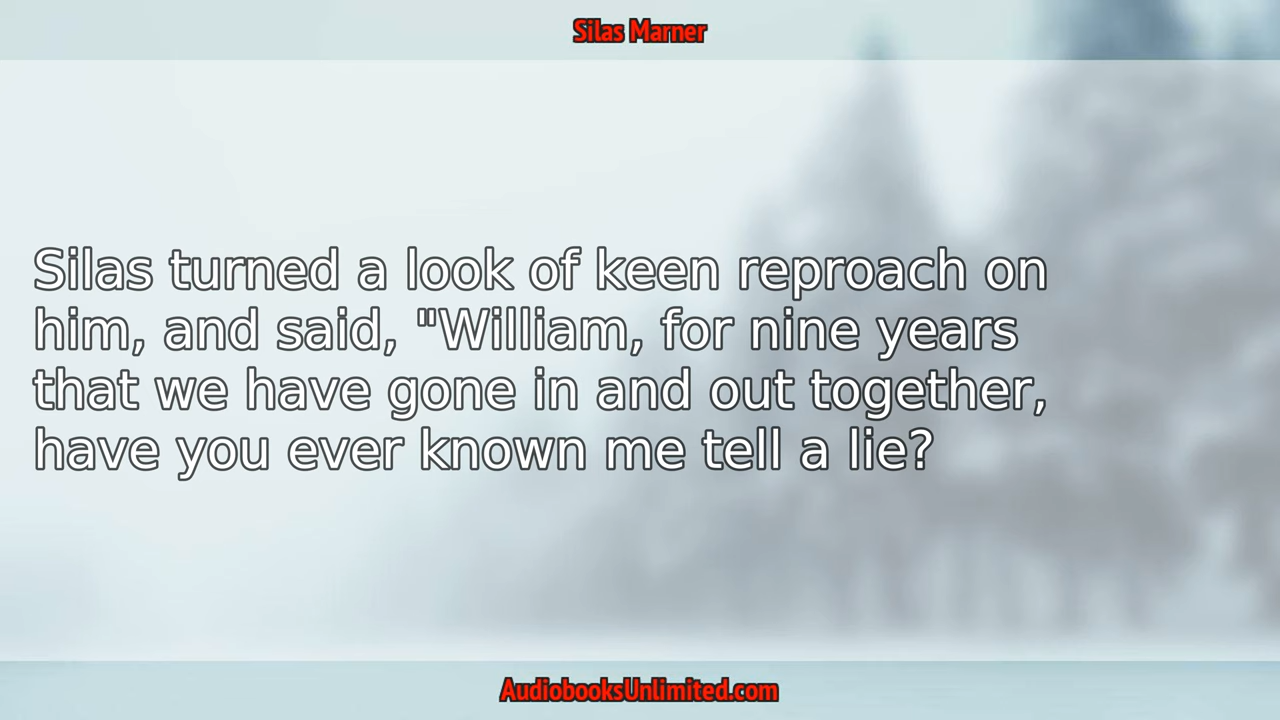 Silas Marner
Silas turned a look of keen reproach on
him, and said, "William, for nine years
that we have gone in and out together,
have you ever known me tell a lie?
AudiobooksUnlimited.com